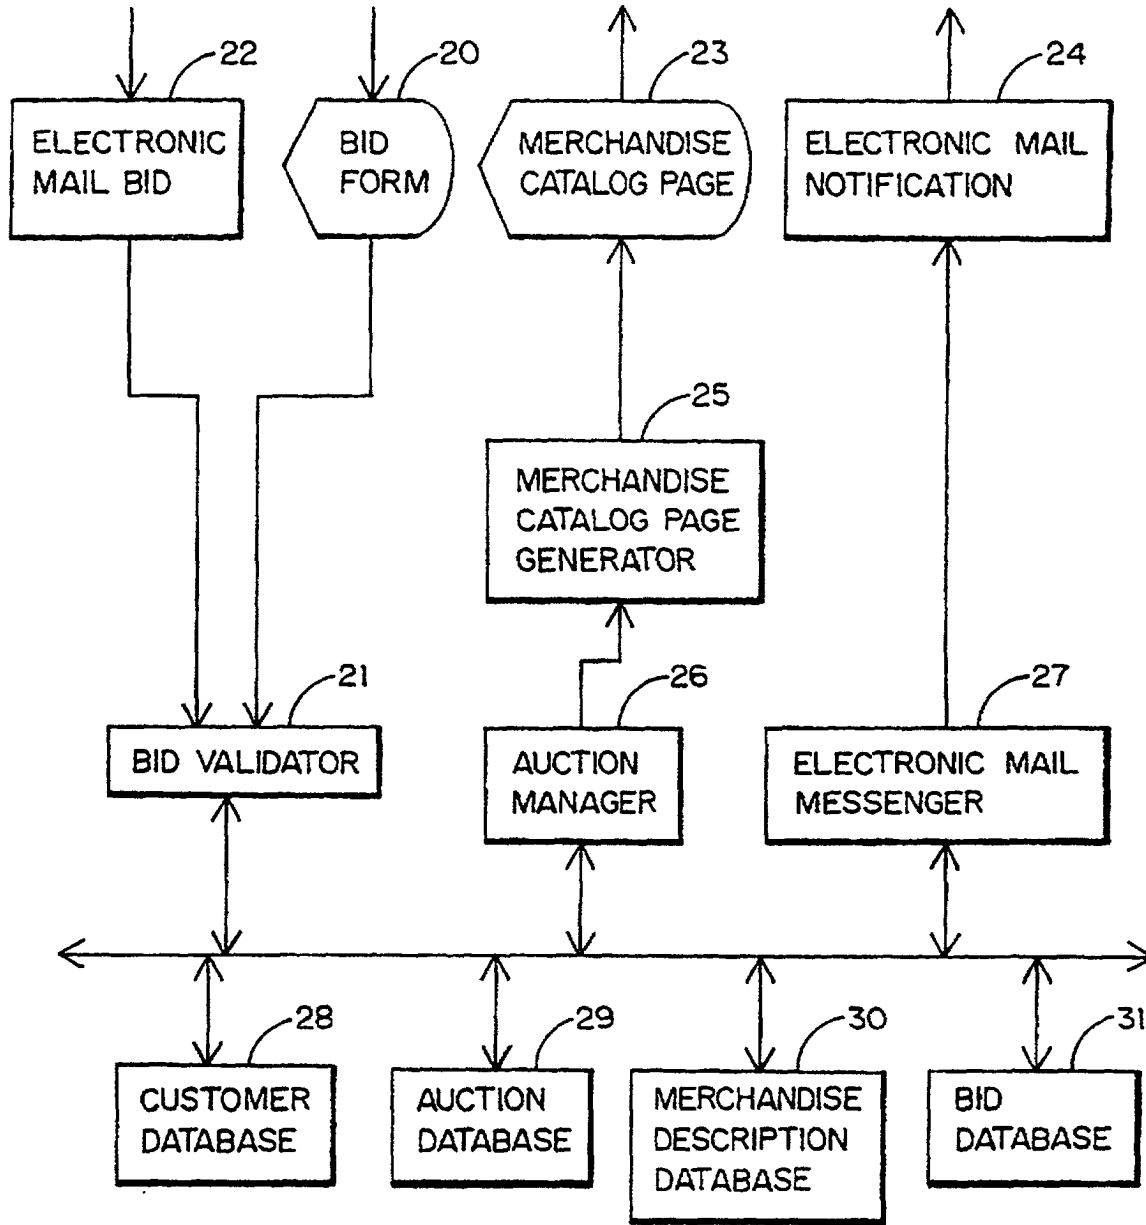 22
20
23
24
ELECTRONIC
MAIL BID
BID
FORM
MERCHANDISE
CATALOG PAGE
ELECTRONIC MAIL
NOTIFICATION
25
MERCHANDISE
CATALOG PAGE
GENERATOR
21
26
27
BID VALIDATOR
AUCTION
MANAGER
ELECTRONIC MAIL
MESSENGER
28
29
30
31
CUSTOMER
DATABASE
AUCTION
DATABASE
MERCHANDISE
DESCRIPTION
DATABASE
BID
DATABASE